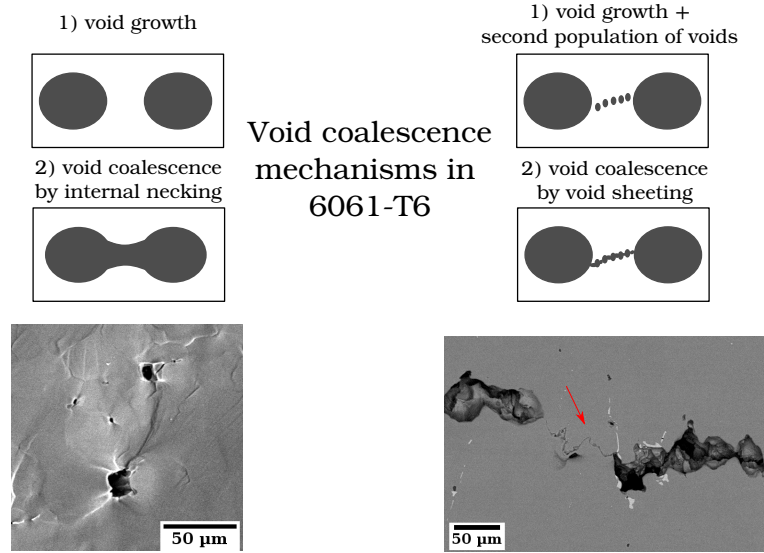 1) void growth
2) void coalescence
by internal necking
Void coalescence
mechanisms in
6061-T6
1) void growth +
second population of voids
2) void coalescence
by void sheeting
50 µm
50 µm